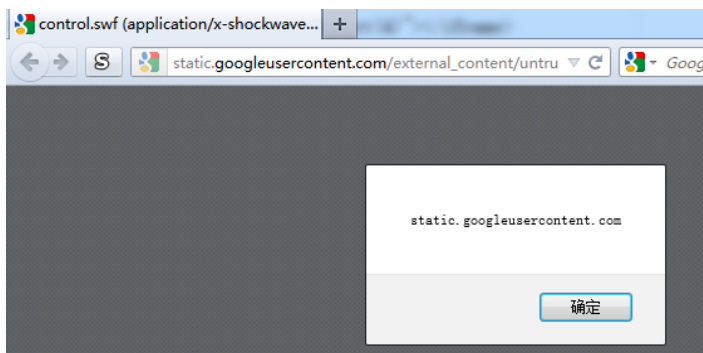 control.swf (application/x-shockwave...
static.googleusercontent.com/external_content/untru
Goog
static.googleusercontent.com
确定